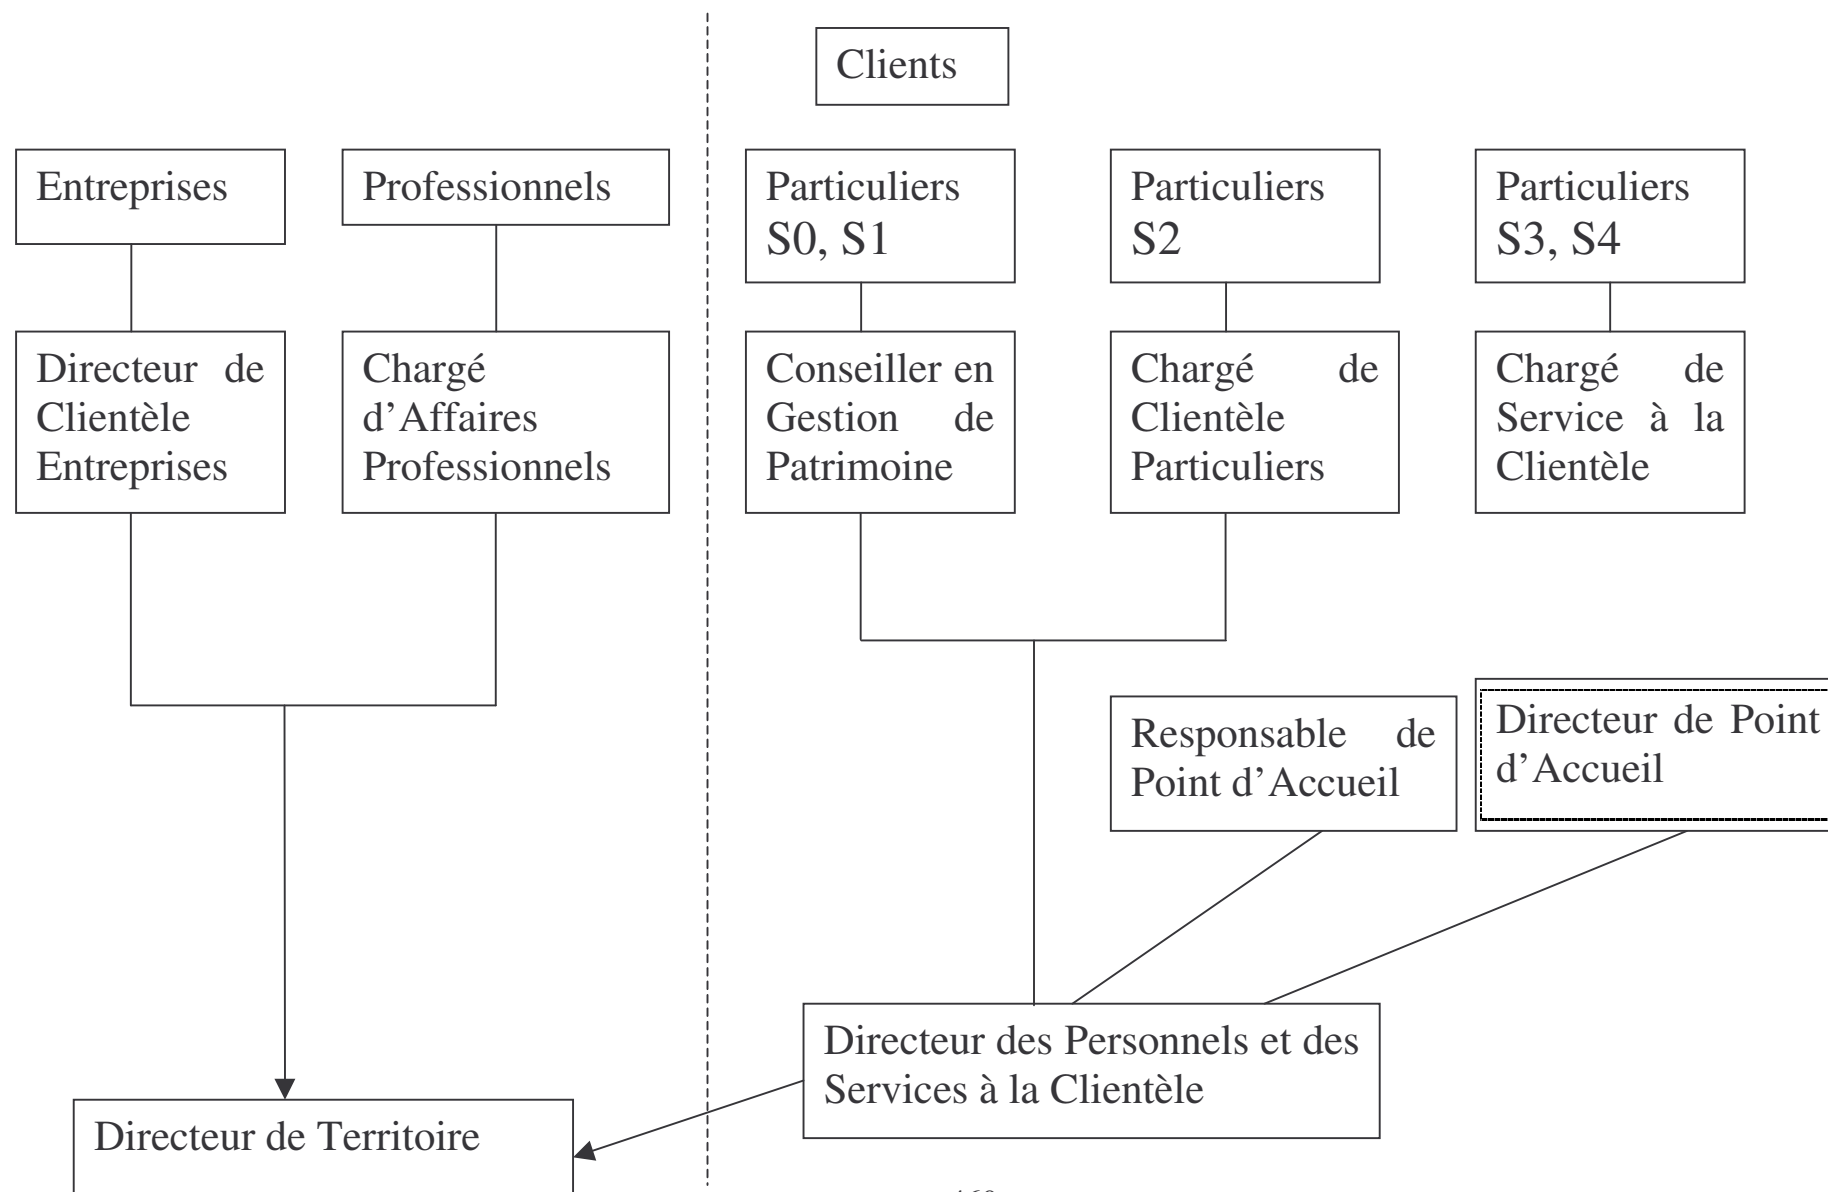 Clients
Entreprises
Professionnels
Particuliers
S0, S1
Particuliers
S2
Particuliers
S3, S4
Directeur de
Clientèle
Entreprises
Chargé
d’Affaires
Professionnels
Conseiller en
Gestion de
Patrimoine
Chargé de
Clientèle
Particuliers
Chargé de
Service à la
Clientèle
Responsable de
Point d’Accueil
Directeur de Point
d’Accueil
Directeur des Personnels et des
Services à la Clientèle
Directeur de Territoire